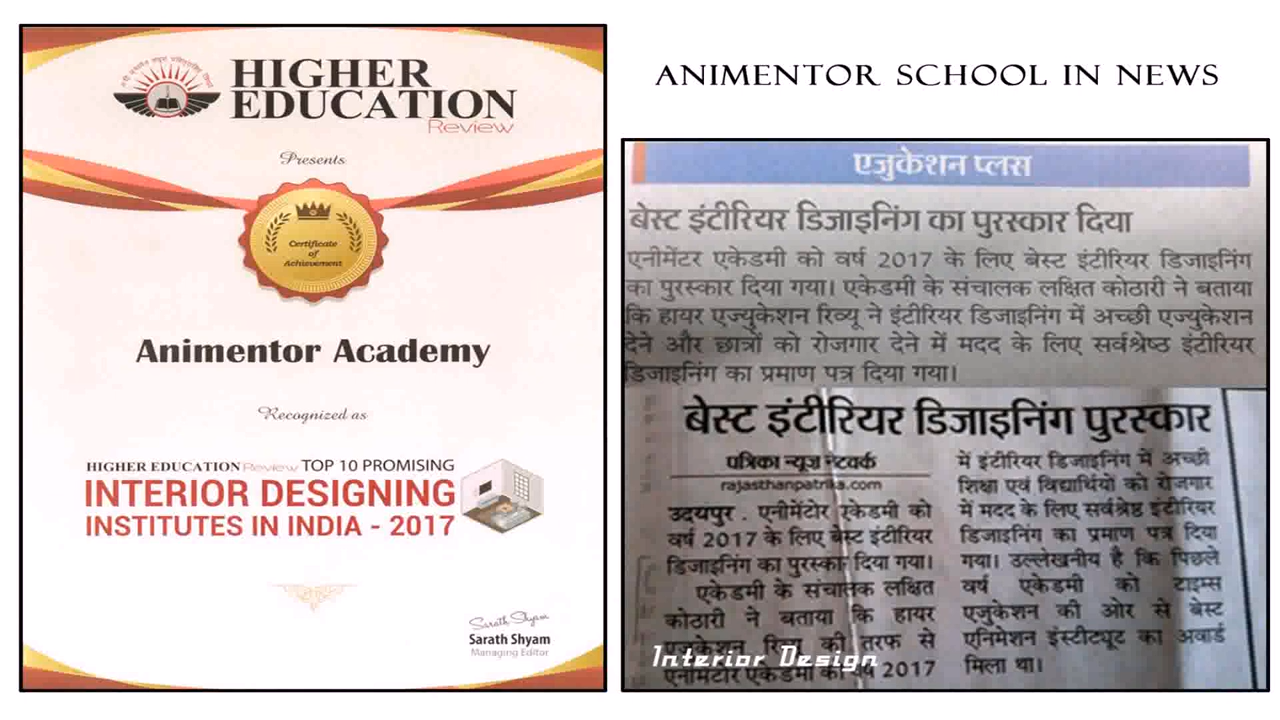 HIGHER
EDUCATION
Review
Presents
Certificate
of
Achievement
Animentor Academy
Recognized as
HIGHER EDUCATION Review TOP 10 PROMISING
INTERIOR DESIGNING
INSTITUTES IN INDIA - 2017
Sarath Shyam
Sarath Shyam
Managing Editor
ANIMENTOR SCHOOL IN NEWS
एजुकेशन प्लस
बेस्ट इंटीरियर डिजाइनिंग का पुरस्कार दिया
एनीमेंटर एकेडमी को वर्ष 2017 के लिए बेस्ट इंटीरियर डिजाइनिंग
का पुरस्कार दिया गया। एकेडमी के संचालक लक्षित कोठारी ने बताया
कि हायर एज्युकेशन रिव्यू ने इंटीरियर डिजाइनिंग में अच्छी एज्युकेशन
देने और छात्रों को रोजगार देने में मदद के लिए सर्वश्रेष्ठ इंटीरियर
डिजाइनिंग का प्रमाण पत्र दिया गया।
बेस्ट इंटीरियर डिजाइनिंग पुरस्कार
पत्रिका न्यूज नेटवर्क
rajasthanpatrika.com
उदयपुर . एनीमेंटोर एकेडमी को
वर्ष 2017 के लिए बेस्ट इंटीरियर
डिजाइनिंग का पुरस्कार दिया गया।
एकेडमी के संचालक लक्षित
कोठारी ने बताया कि हायर
एजुकेशन रिव्यू की तरफ से
एनीमेंटोर एकेडमी को वर्ष 2017
में इंटीरियर डिजाइनिंग में अच्छी
शिक्षा एवं विद्यार्थियों को रोजगार
में मदद के लिए सर्वश्रेष्ठ इंटीरियर
डिजाइनिंग का प्रमाण पत्र दिया
गया। उल्लेखनीय है कि पिछले
वर्ष एकेडमी को टाइम्स
एजुकेशन की ओर से बेस्ट
एनिमेशन इंस्टीट्यूट का अवार्ड
मिला था।
Interior Design